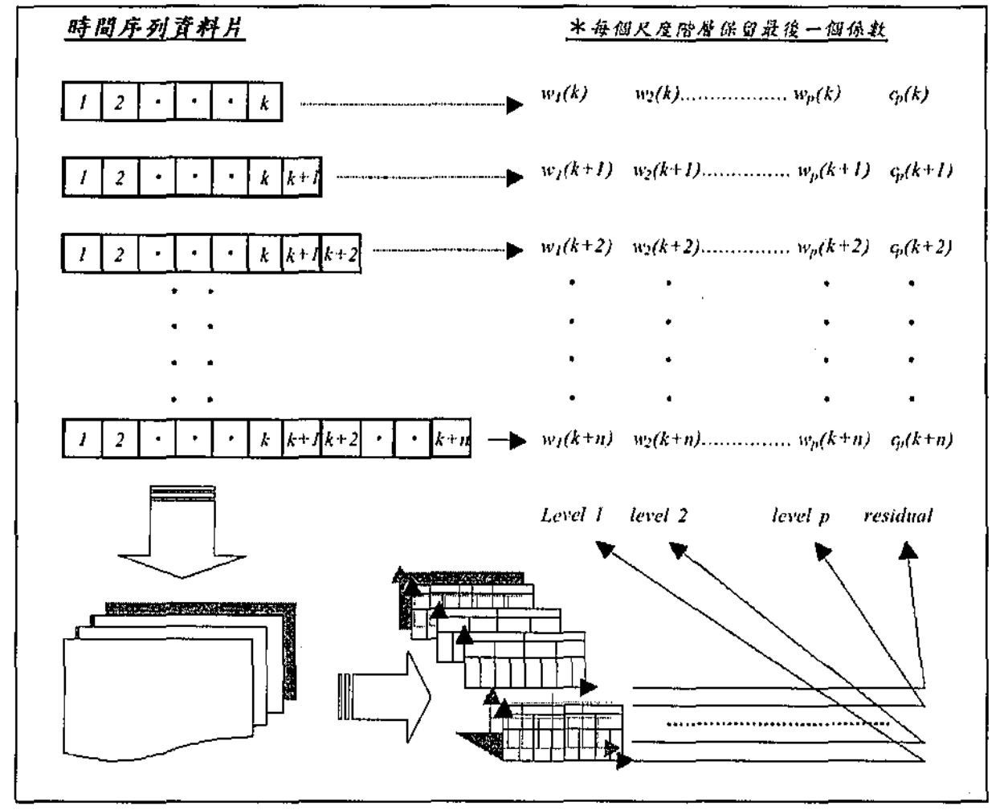 時間序列資料片
*每個尺度階層保留最後一個係數
1 2 • • • k w₁(k) w₂(k)................. wₚ(k) cₚ(k)
1 2 • • • k k+1 w₁(k+1) w₂(k+1)............... wₚ(k+1) cₚ(k+1)
1 2 • • • k k+1 k+2 w₁(k+2) w₂(k+2)............... wₚ(k+2) cₚ(k+2)
1 2 • • • k k+1 k+2 • • k+n w₁(k+n) w₂(k+n)............... wₚ(k+n) cₚ(k+n)
Level 1 level 2 level p residual